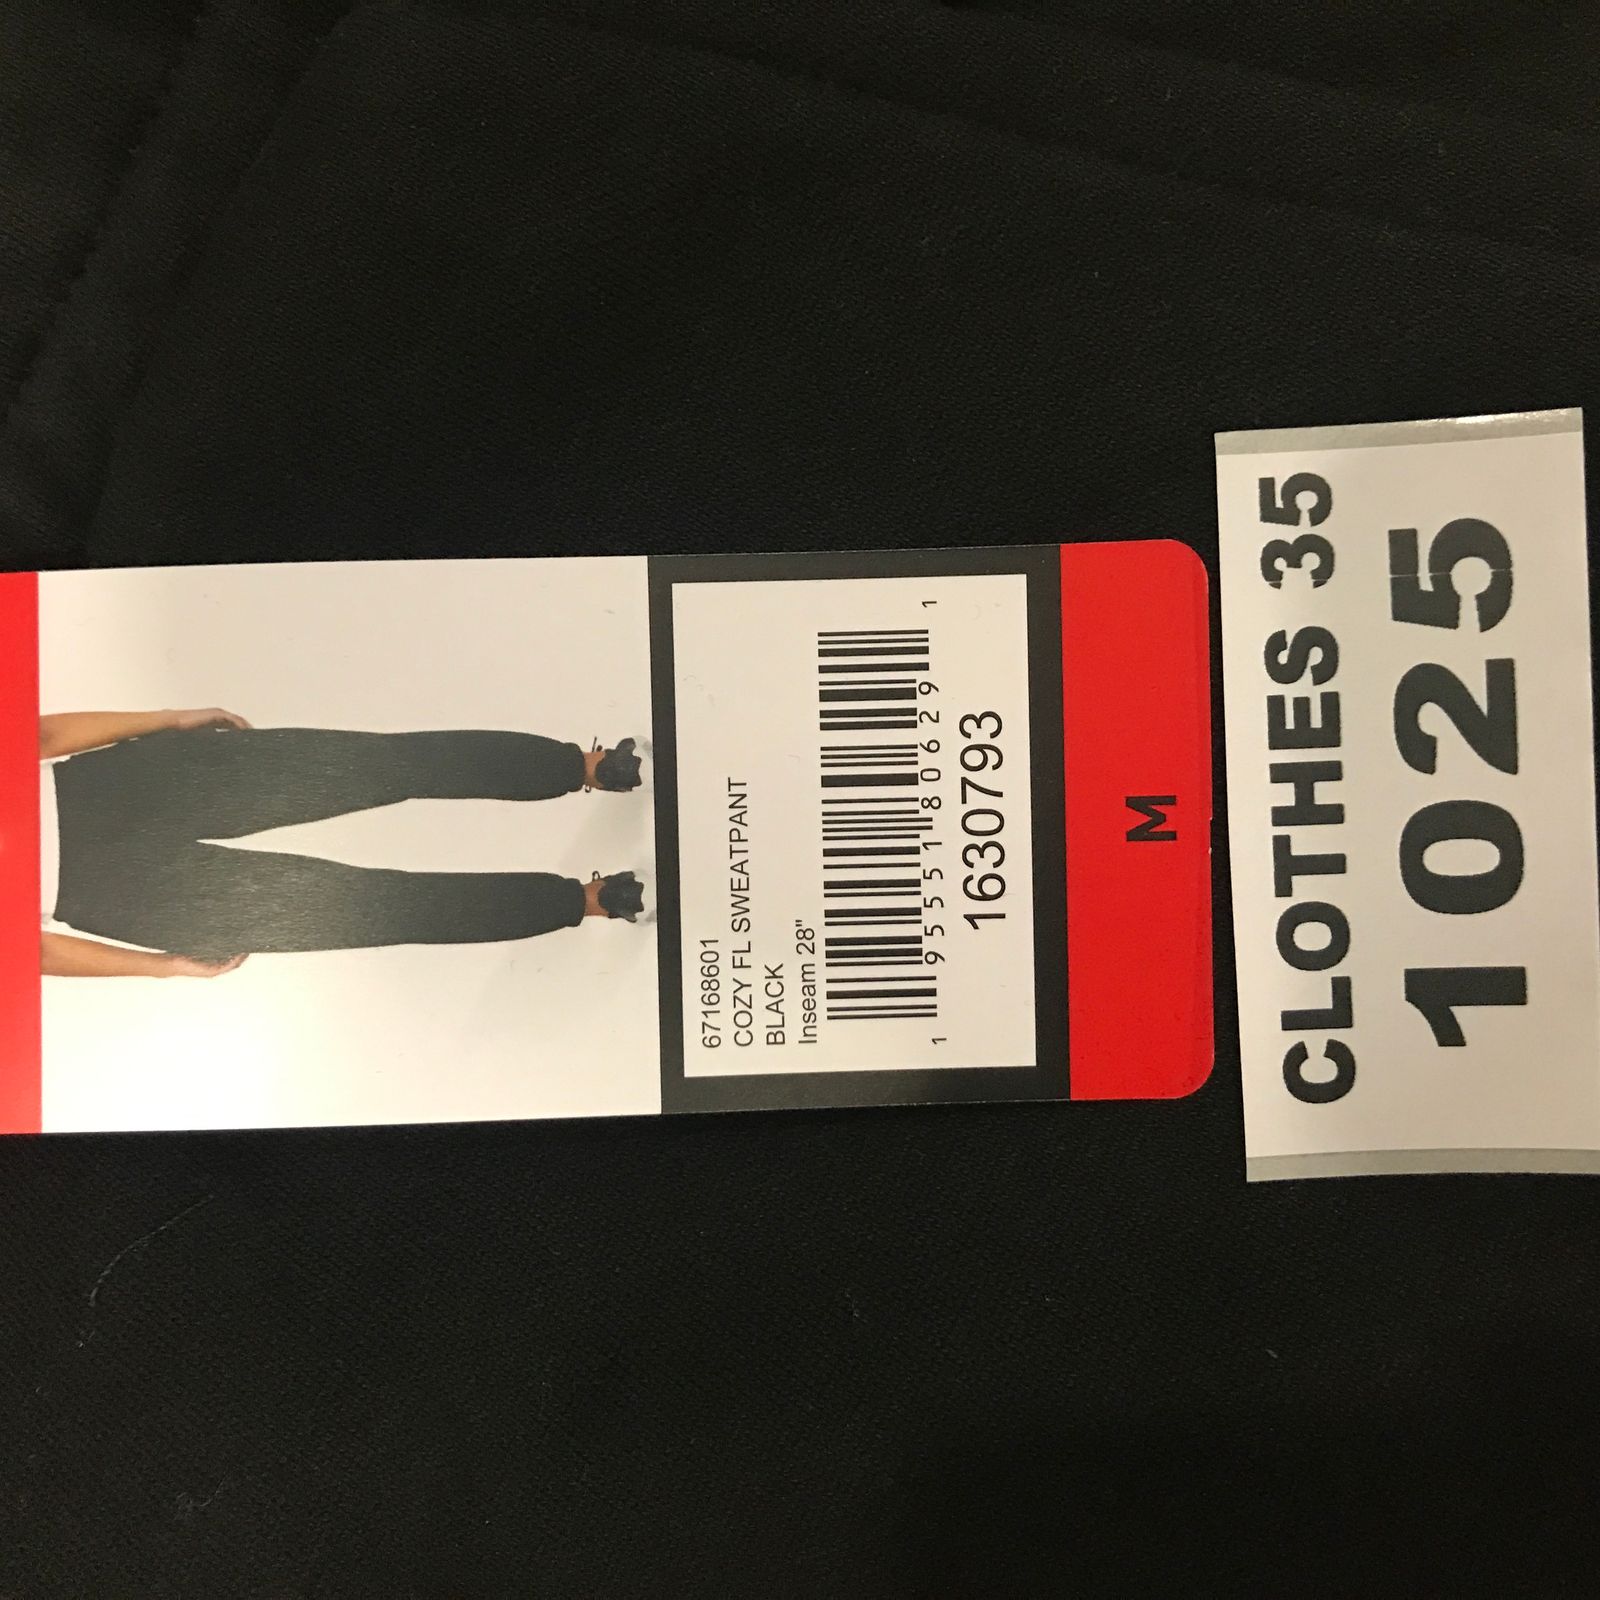 67168601
COZY FL SWEATPANT
BLACK
Inseam 28"
1 95551 80629 1
1630793
M
CLOTHES 35
1025